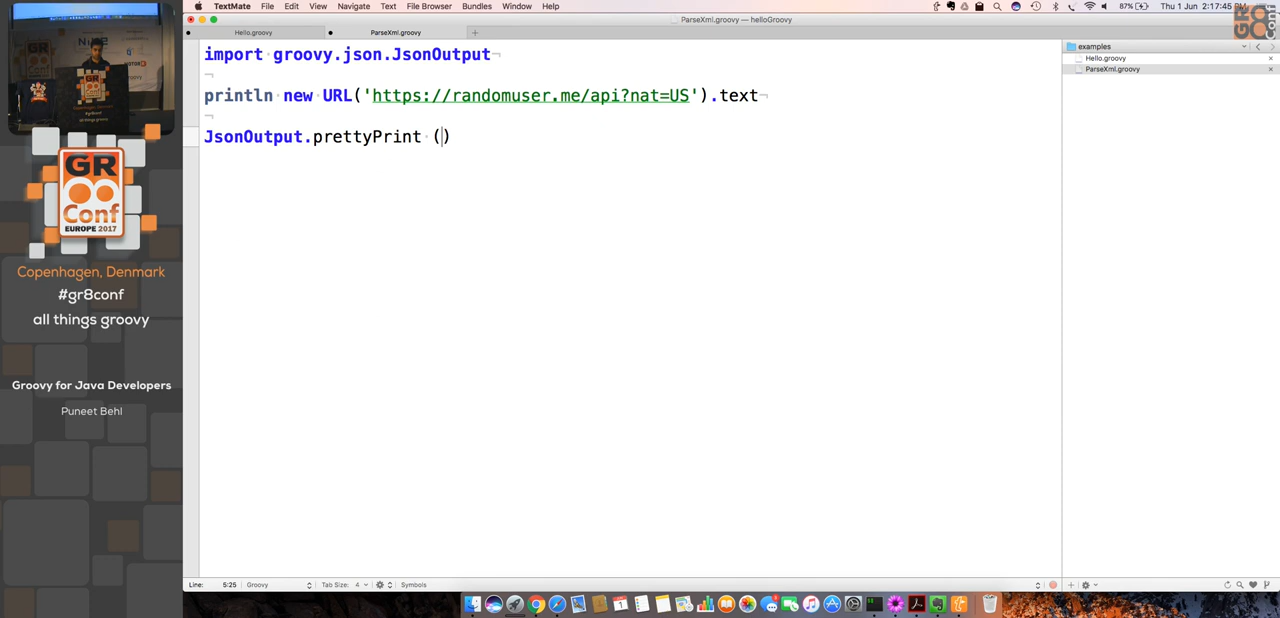 TextMate File Edit View Navigate Text File Browser Bundles Window Help
87% Thu 1 Jun 2:17:45
ParseXml.groovy — helloGroovy
Hello.groovy ParseXml.groovy +
import groovy.json.JsonOutput¬
¬
println new URL('https://randomuser.me/api?nat=US').text¬
¬
JsonOutput.prettyPrint ()
examples
Hello.groovy
ParseXml.groovy
GR8
Conf
EUROPE 2017
Copenhagen, Denmark
#gr8conf
all things groovy
Groovy for Java Developers
Puneet Behl
Line: 5:25 Groovy Tab Size: 4 Symbols